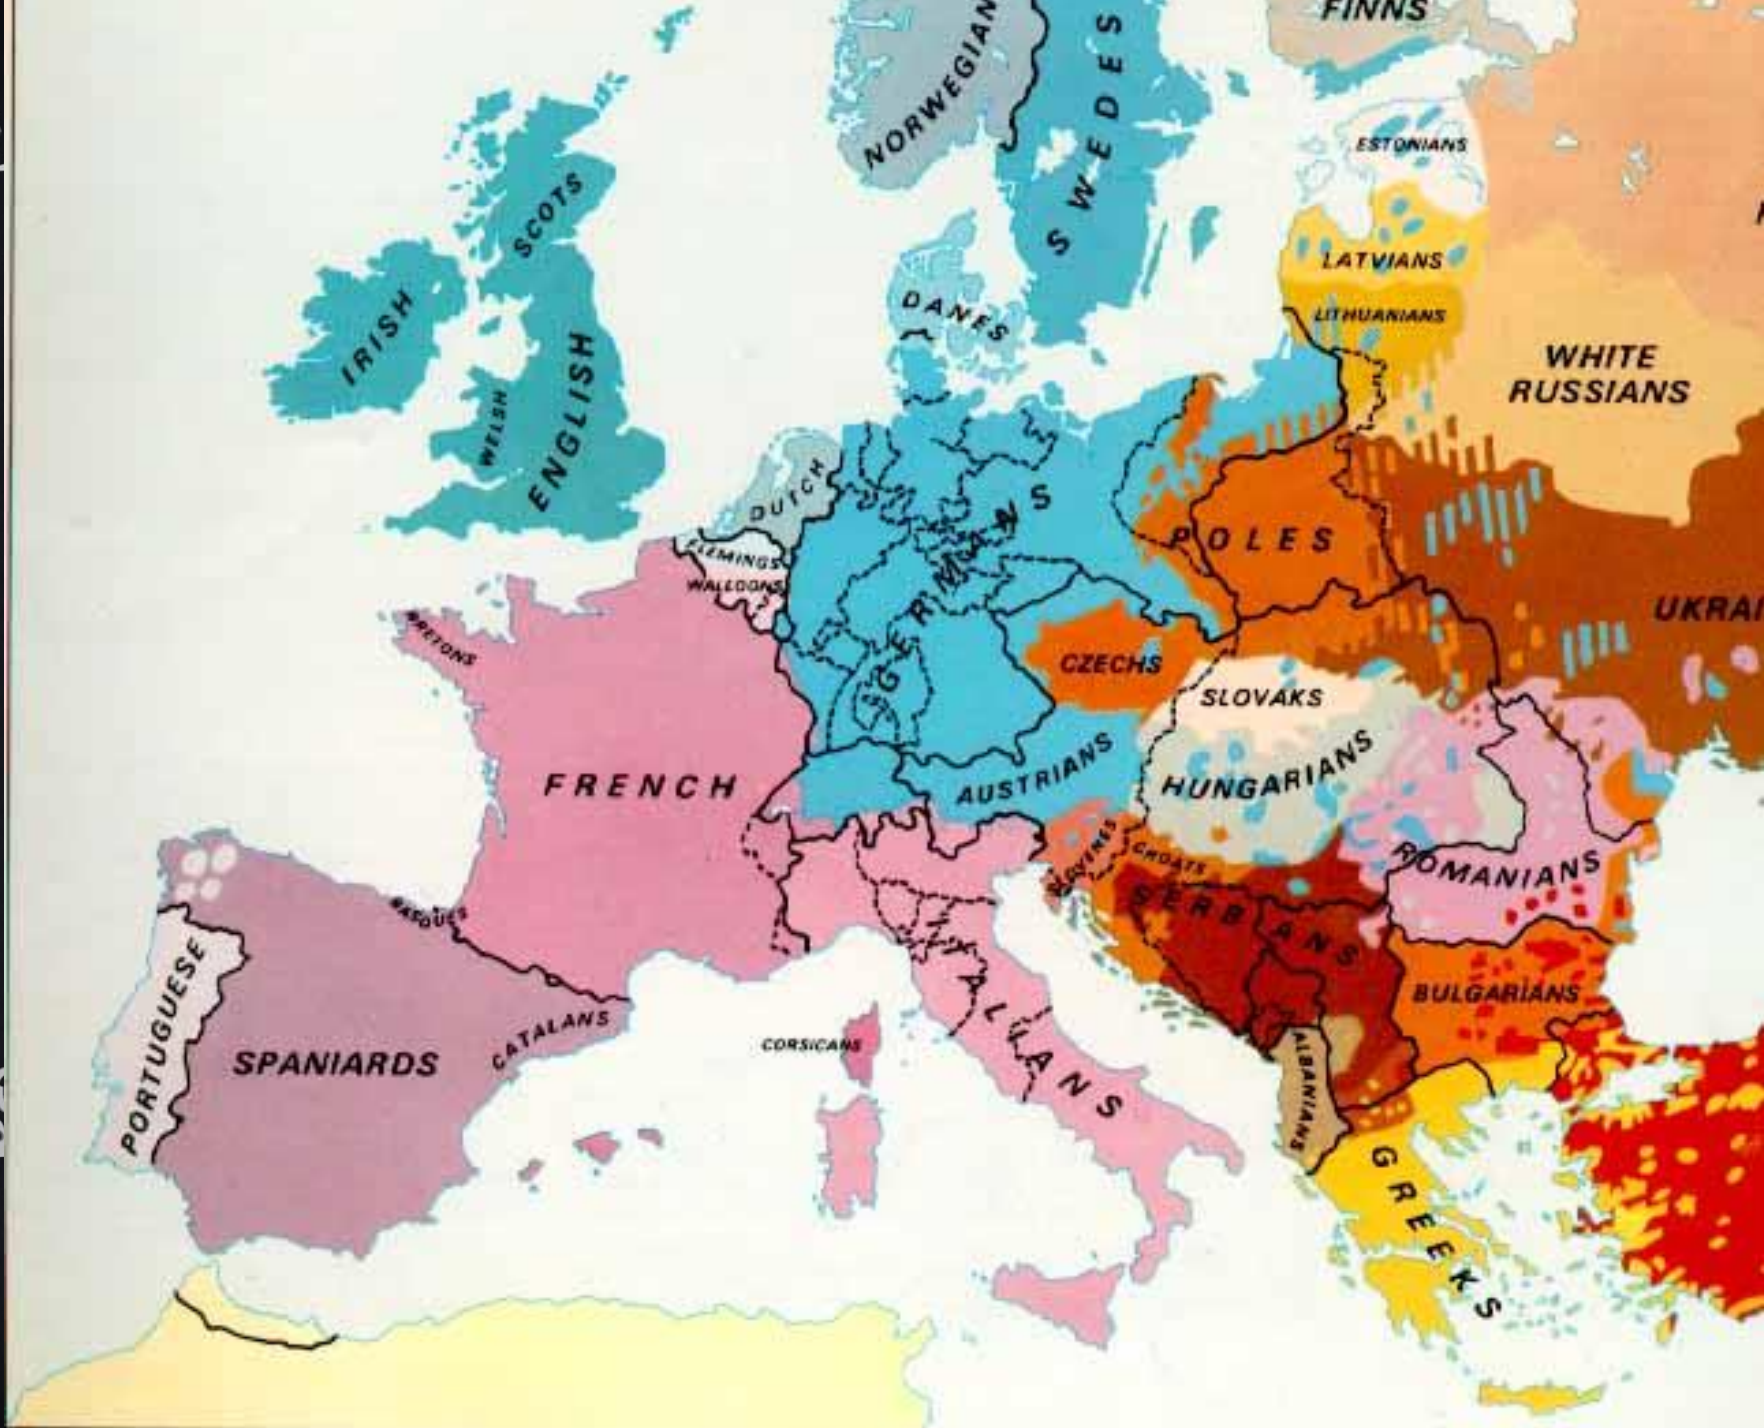 FINNS
NORWEGIAN
SWEDES
ESTONIANS
SCOTS
LATVIANS
DANES
LITHUANIANS
IRISH
WHITE
RUSSIANS
WELSH
ENGLISH
DUTCH
GERMANS
POLES
FLEMINGS
WALLOONS
UKRAI
BRETONS
CZECHS
SLOVAKS
FRENCH
AUSTRIANS
HUNGARIANS
SLOVENES
CROATS
ROMANIANS
BASQUES
SERBIANS
PORTUGUESE
BULGARIANS
CATALANS
SPANIARDS
CORSICANS
ITALIANS
ALBANIANS
GREEKS